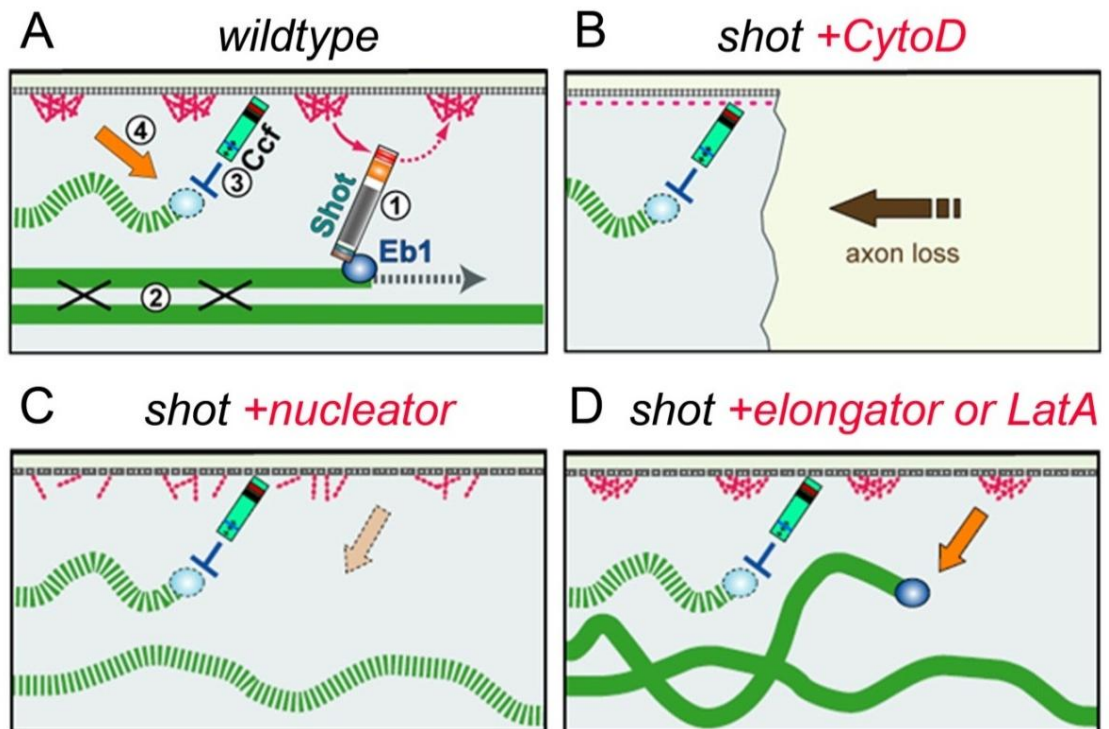 A wildtype
④
③
Ccf
Shot
①
Eb1
②
B shot +CytoD
axon loss
C shot +nucleator
D shot +elongator or LatA